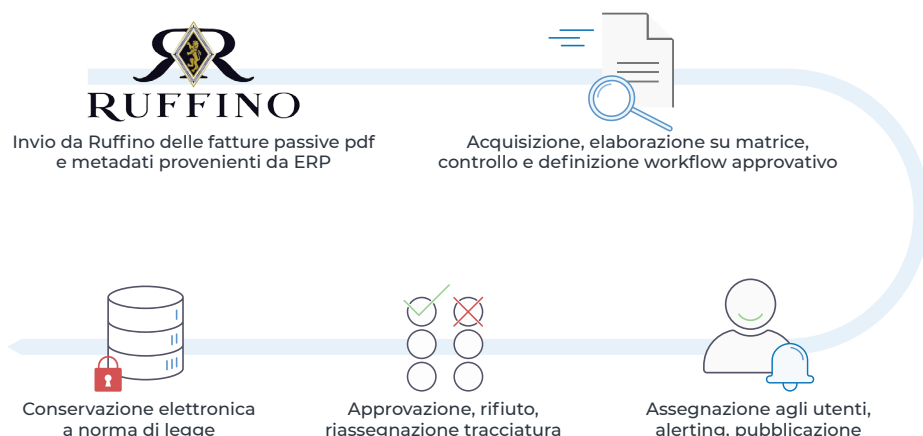 RUFFINO
Invio da Ruffino delle fatture passive pdf
e metadati provenienti da ERP
Acquisizione, elaborazione su matrice,
controllo e definizione workflow approvativo
Conservazione elettronica
a norma di legge
Approvazione, rifiuto,
riassegnazione tracciatura
Assegnazione agli utenti,
alerting, pubblicazione